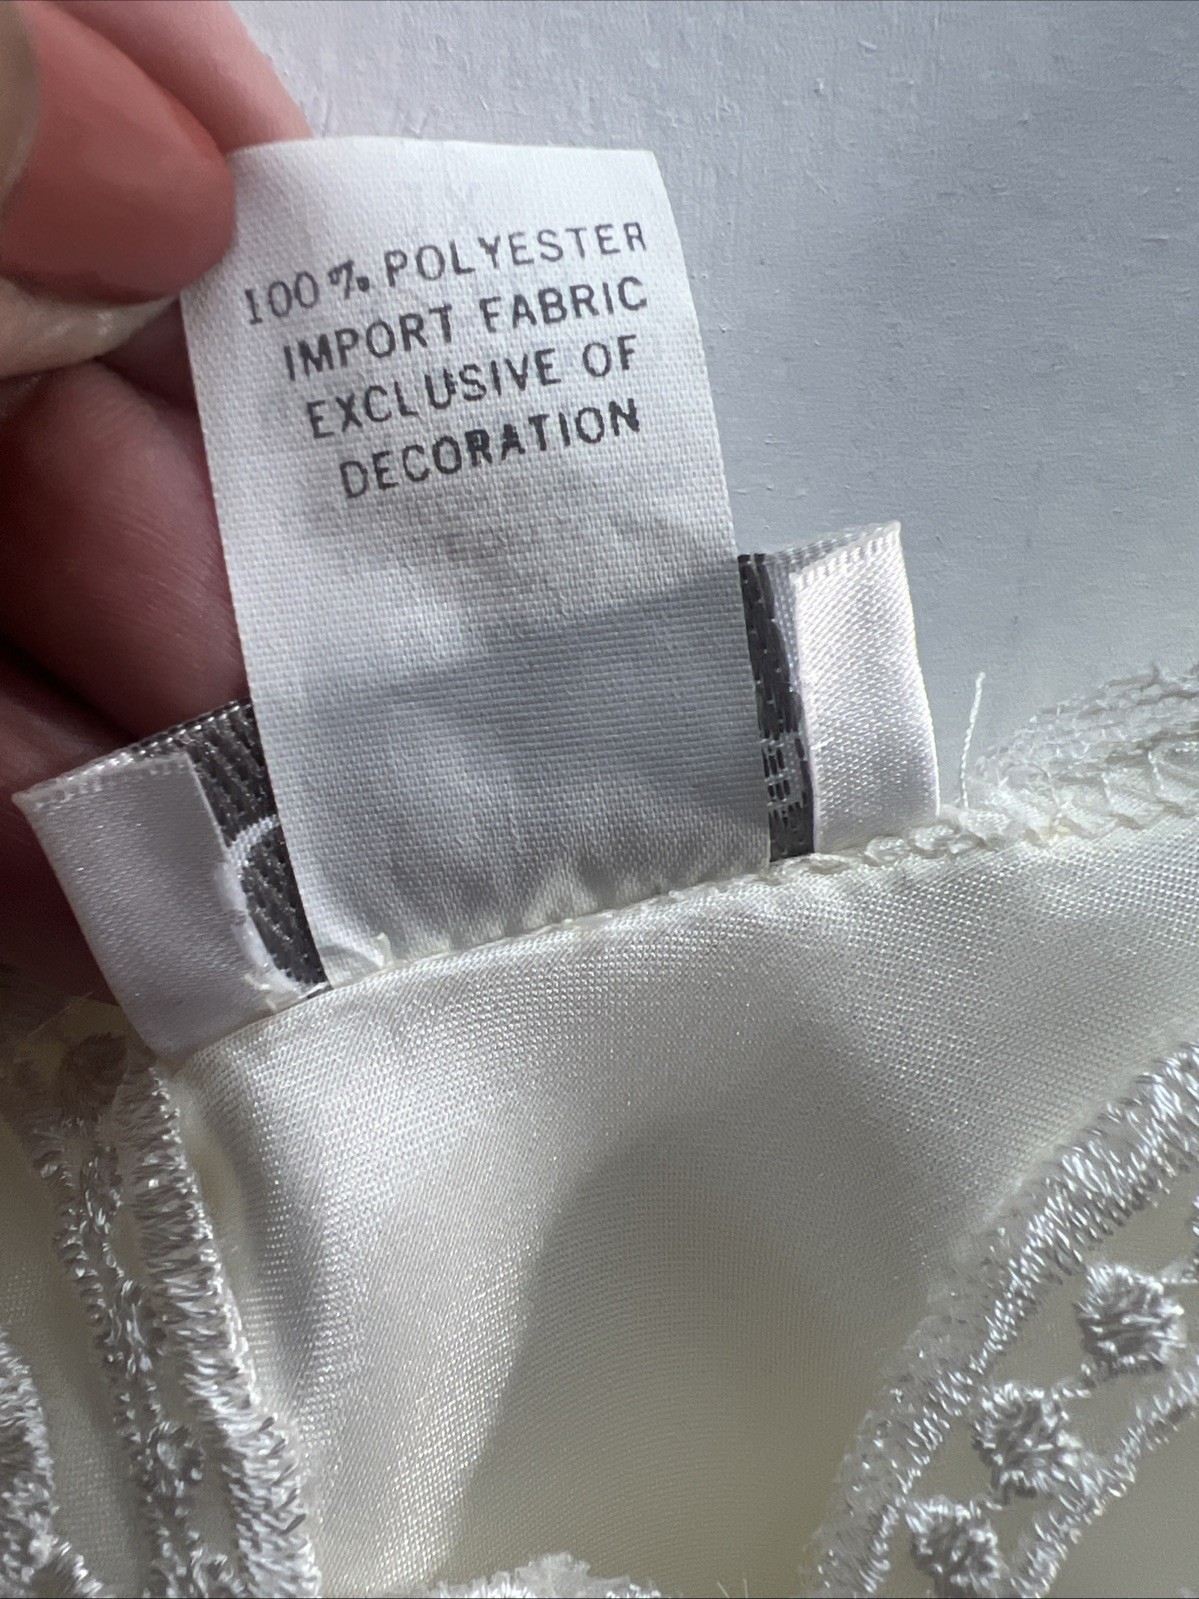 100% POLYESTER
IMPORT FABRIC
EXCLUSIVE OF
DECORATION